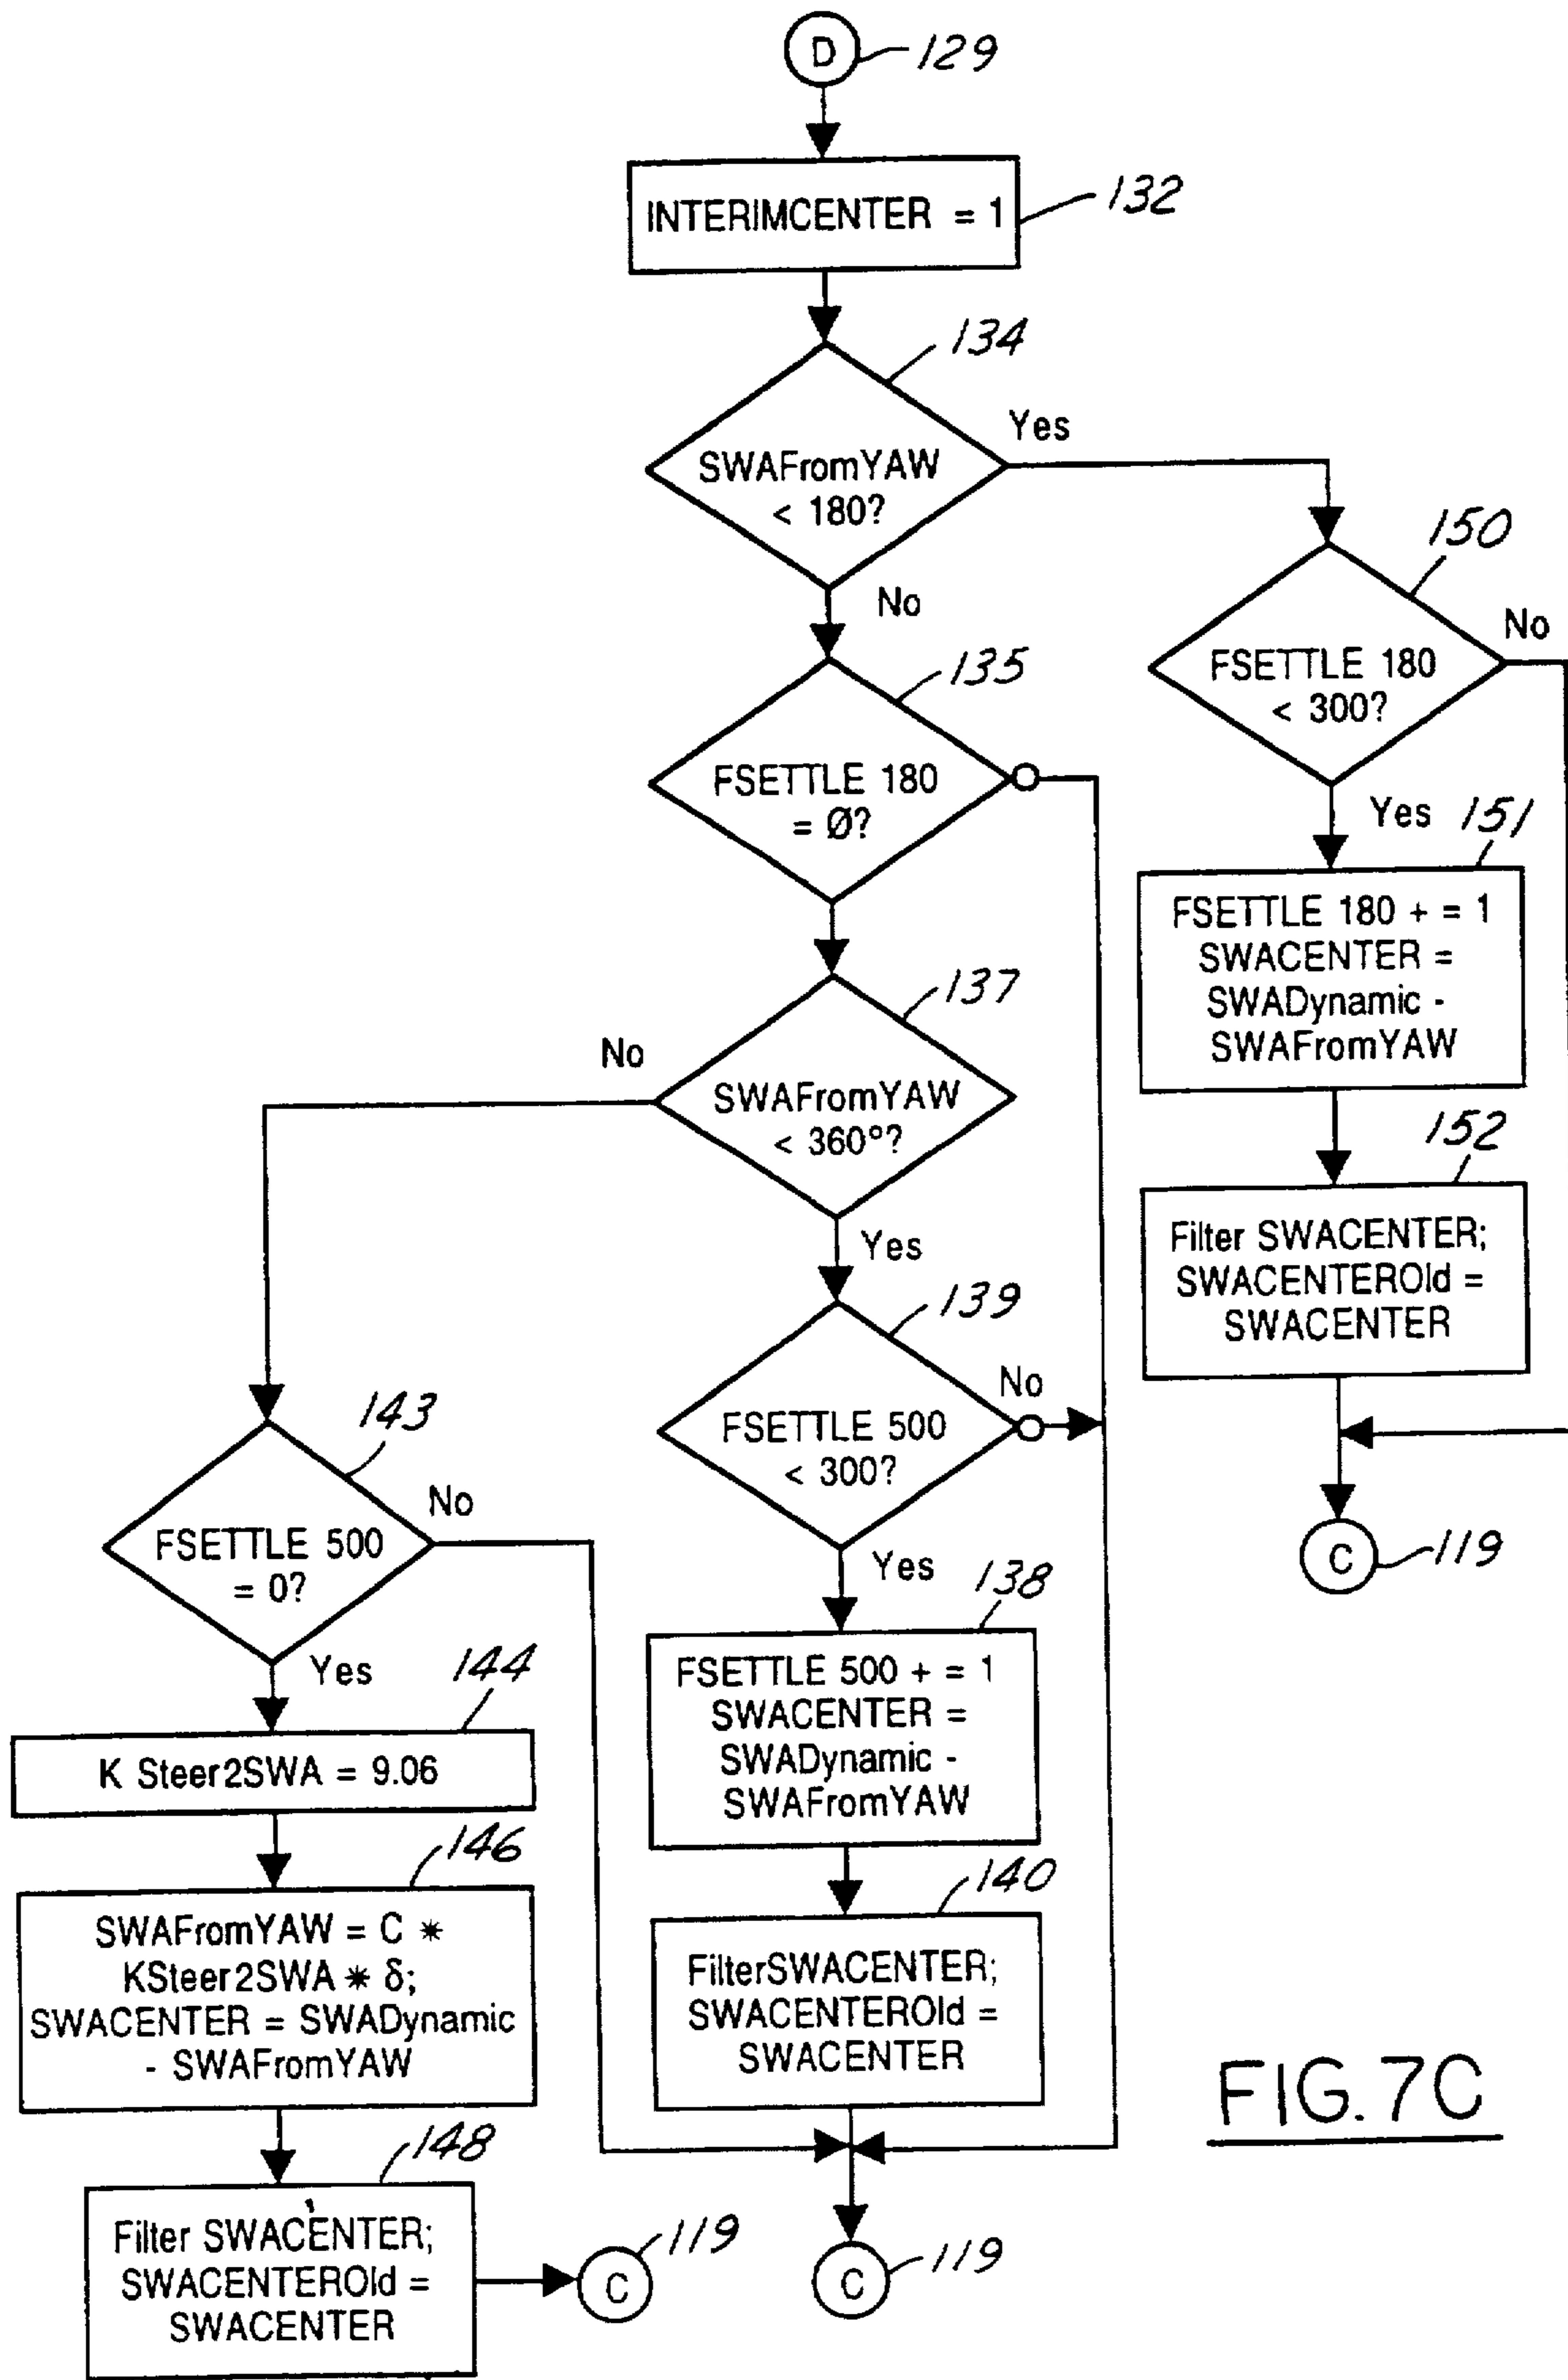 D
129
INTERIMCENTER = 1
132
134
SWAFromYAW
< 180?
Yes
No
150
FSETTLE 180
< 300?
No
Yes
135
FSETTLE 180
= Ø?
151
FSETTLE 180 + = 1
SWACENTER =
SWADynamic -
SWAFromYAW
137
SWAFromYAW
< 360°?
No
Yes
152
Filter SWACENTER;
SWACENTEROld =
SWACENTER
C
119
139
FSETTLE 500
< 300?
No
Yes
143
FSETTLE 500
= 0?
No
Yes
138
FSETTLE 500 + = 1
SWACENTER =
SWADynamic -
SWAFromYAW
144
K Steer2SWA = 9.06
146
SWAFromYAW = C *
KSteer2SWA * δ;
SWACENTER = SWADynamic
- SWAFromYAW
140
FilterSWACENTER;
SWACENTEROld =
SWACENTER
148
Filter SWACENTER;
SWACENTEROld =
SWACENTER
C
119
C
119
FIG. 7C